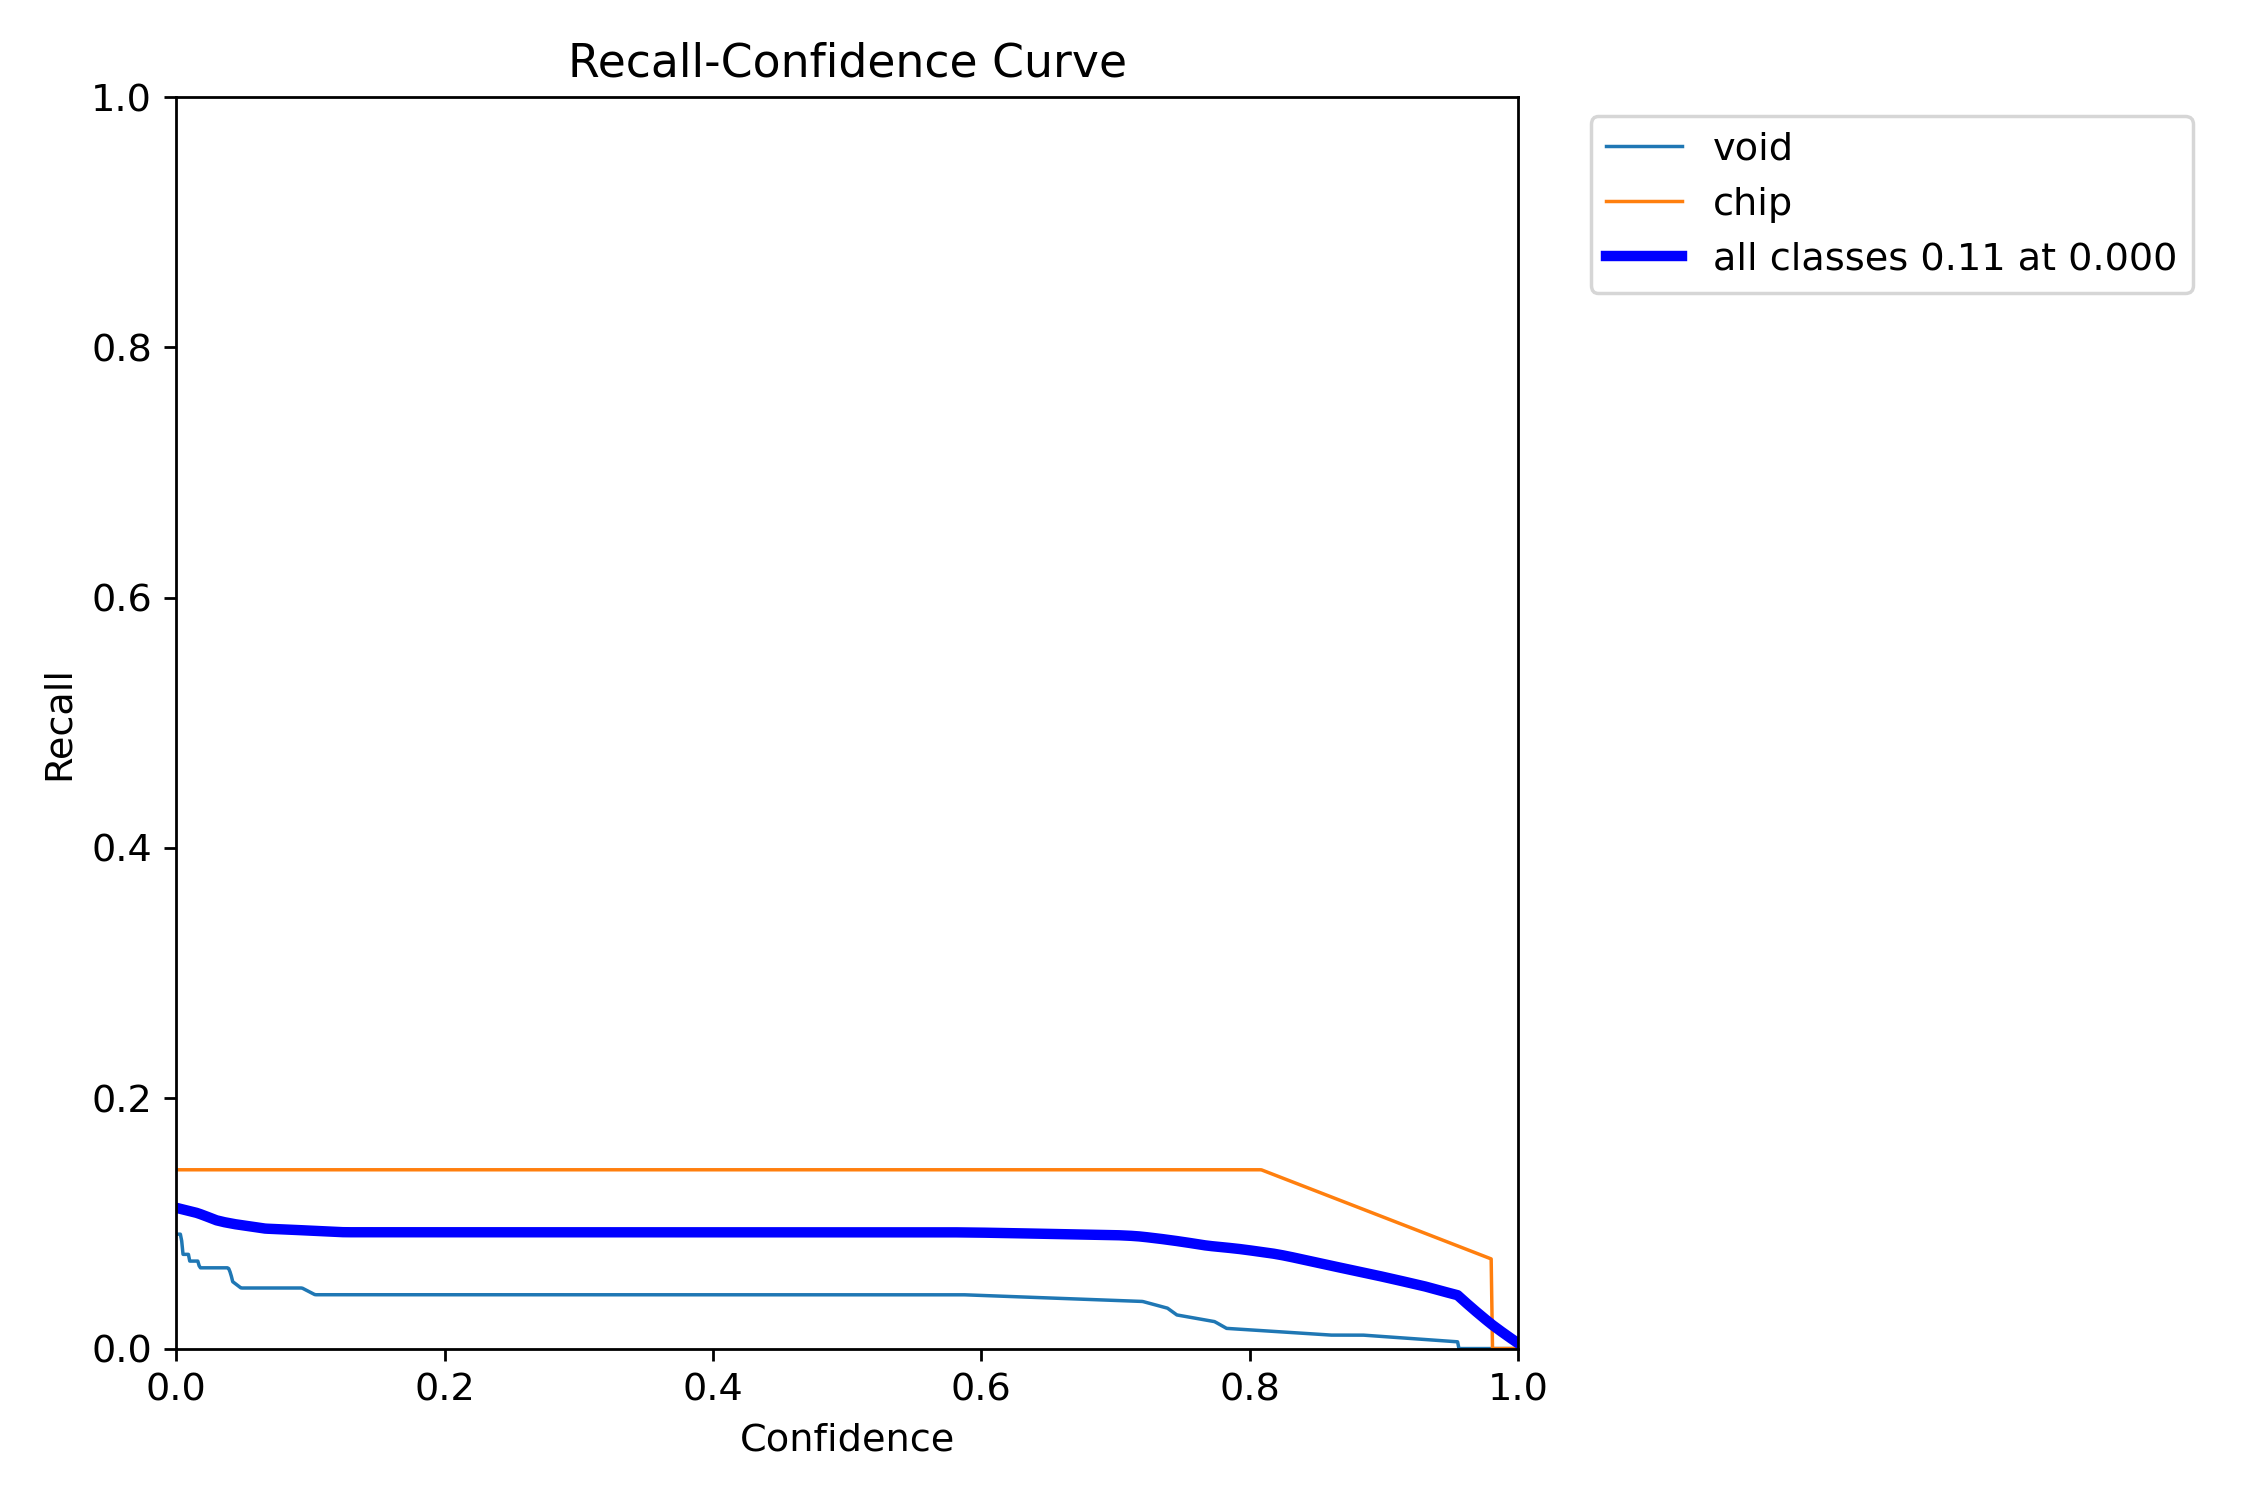 Recall-Confidence Curve
1.0
0.8
0.6
0.4
0.2
0.0
Recall
0.0 0.2 0.4 0.6 0.8 1.0
Confidence
void
chip
all classes 0.11 at 0.000